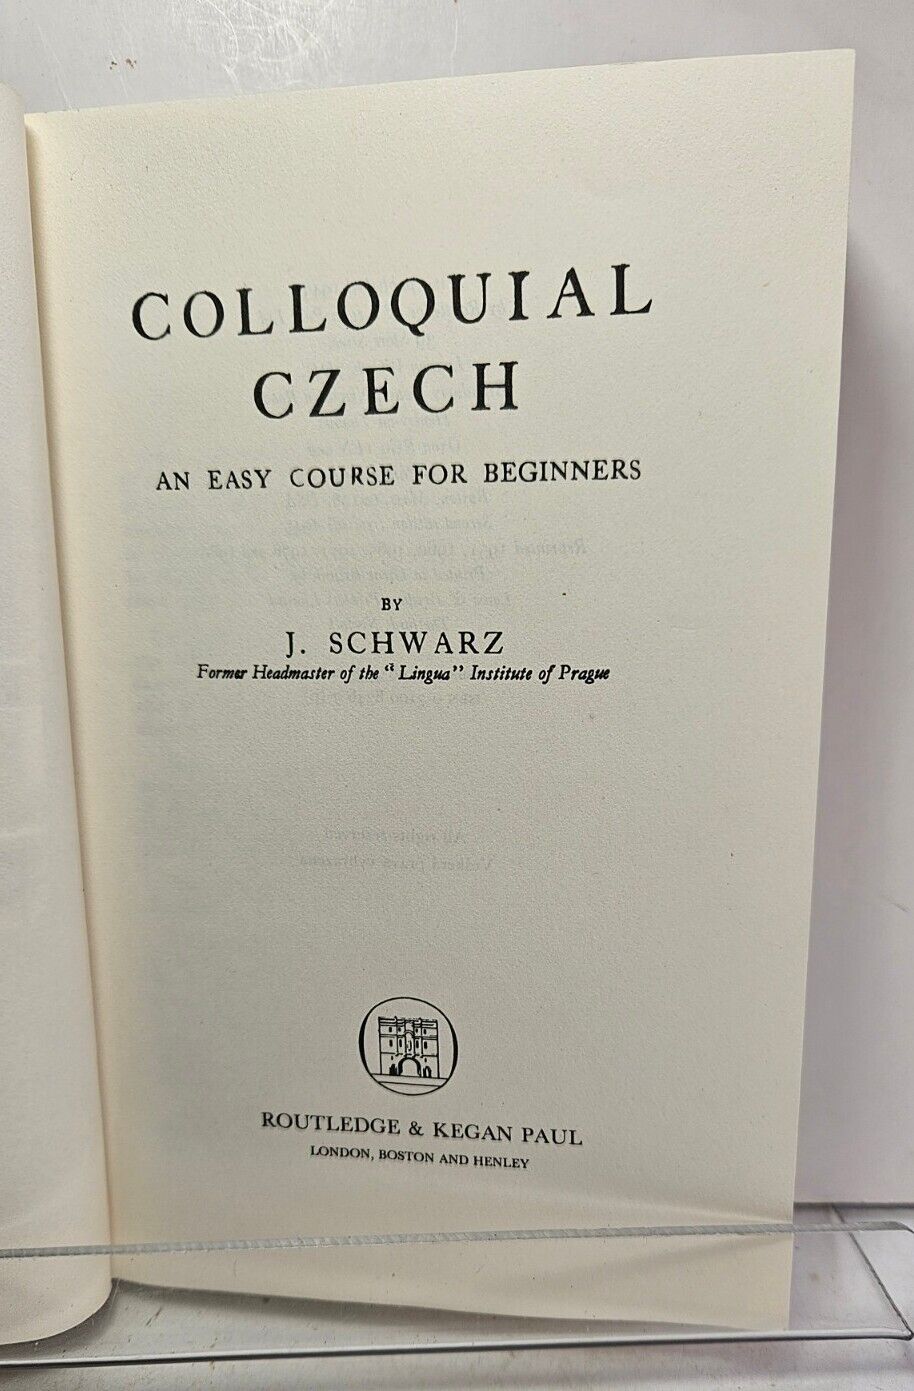 COLLOQUIAL
CZECH
AN EASY COURSE FOR BEGINNERS
BY
J. SCHWARZ
Former Headmaster of the "Lingua" Institute of Prague
ROUTLEDGE & KEGAN PAUL
LONDON, BOSTON AND HENLEY